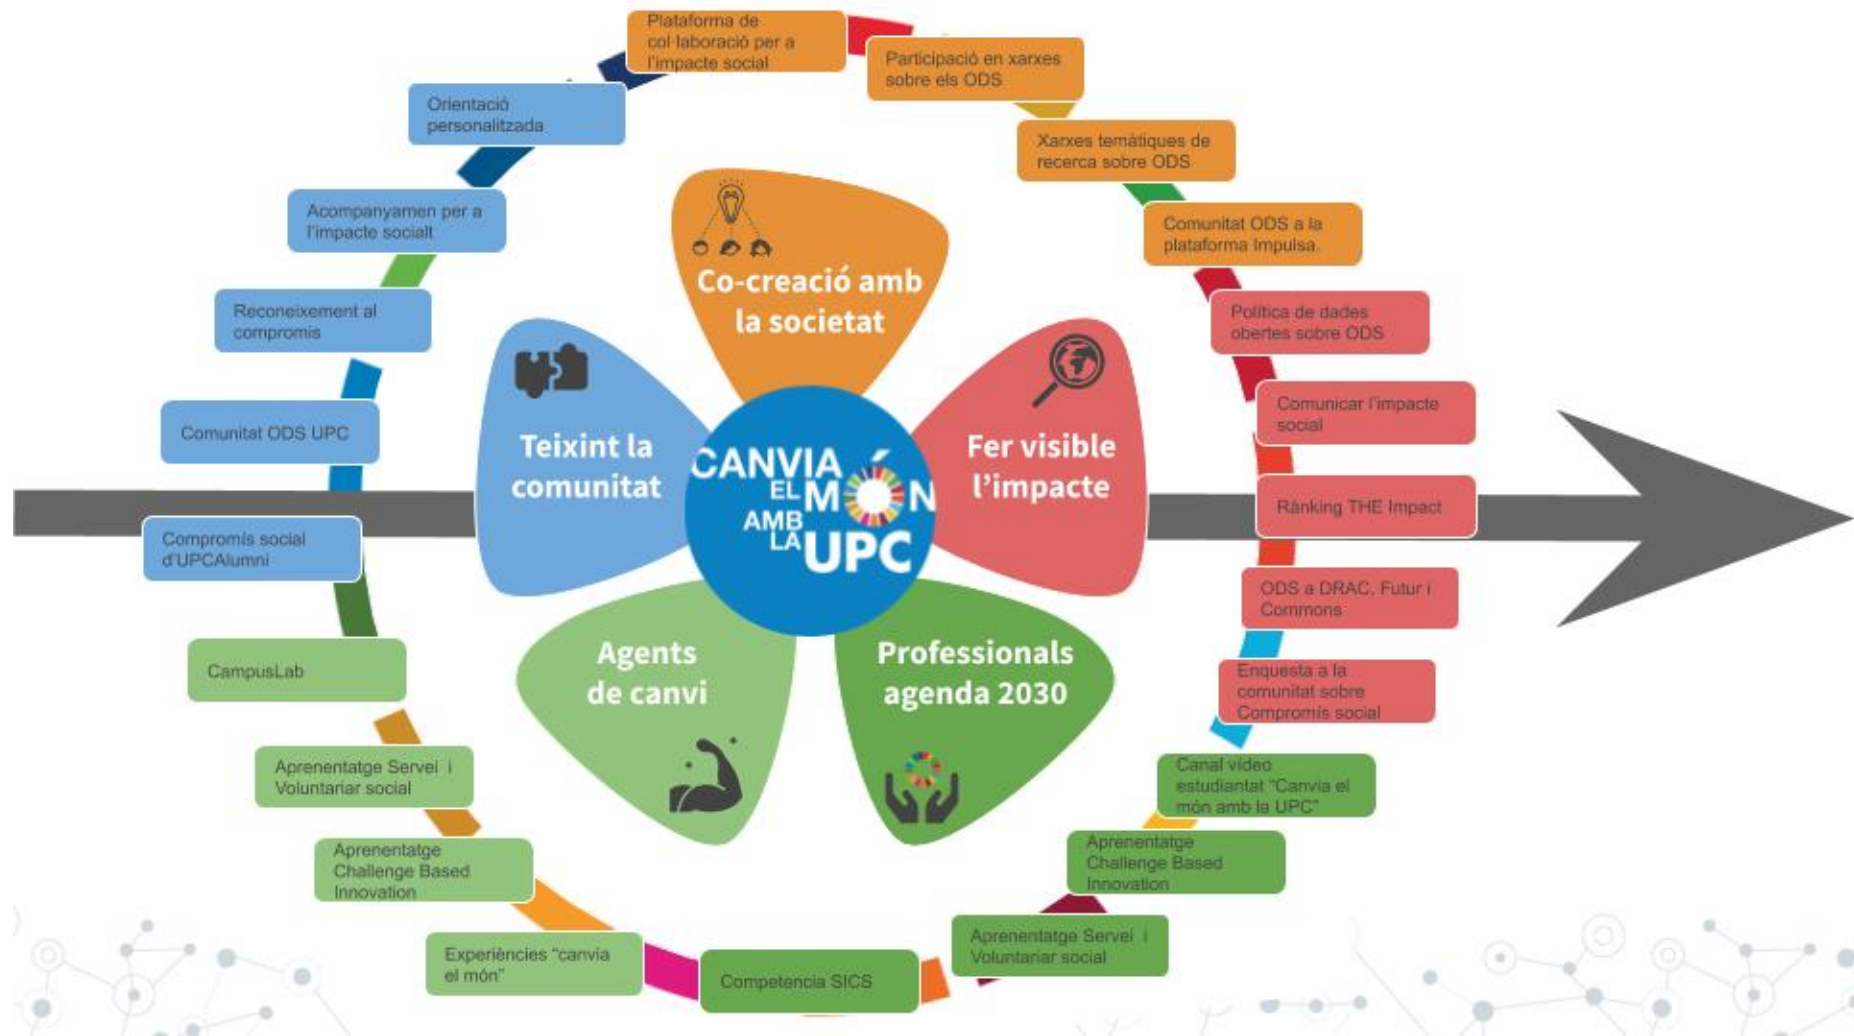 Plataforma de
col·laboració per a
l'impacte social
Participació en xarxes
sobre els ODS
Xarxes temàtiques de
recerca sobre ODS
Comunitat ODS a la
plataforma Impulsa.
Política de dades
obertes sobre ODS
Comunicar l'impacte
social
Rànking THE Impact
ODS a DRAC, Futur i
Commons
Enquesta a la
comunitat sobre
Compromís social
Canal vídeo
estudiantat "Canvia el
món amb la UPC"
Aprenentatge
Challenge Based
Innovation
Aprenentatge Servei i
Voluntariar social
Competencia SICS
Experiències "canvia
el món"
Aprenentatge
Challenge Based
Innovation
Aprenentatge Servei i
Voluntariar social
CampusLab
Compromís social
d'UPCAlumni
Comunitat ODS UPC
Reconeixement al
compromís
Acompanyamen per a
l'impacte socialt
Orientació
personalitzada
Co-creació amb
la societat
Fer visible
l'impacte
Professionals
agenda 2030
Agents
de canvi
Teixint la
comunitat
CANVIA
EL MÓN
AMB
LA UPC